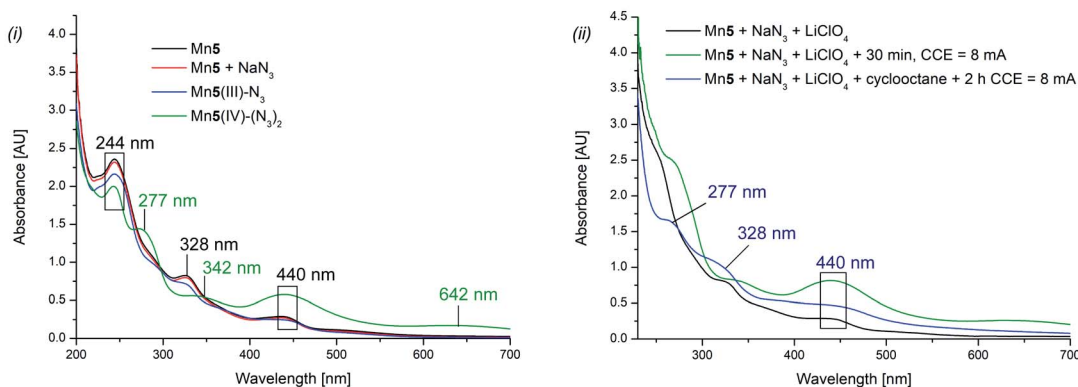 (i)
Mn5
Mn5 + NaN₃
Mn5(III)-N₃
Mn5(IV)-(N₃)₂
244 nm
277 nm
328 nm
342 nm
440 nm
642 nm
Absorbance [AU]
4.0
3.5
3.0
2.5
2.0
1.5
1.0
0.5
0.0
200 300 400 500 600 700
Wavelength [nm]
(ii)
Mn5 + NaN₃ + LiClO₄
Mn5 + NaN₃ + LiClO₄ + 30 min, CCE = 8 mA
Mn5 + NaN₃ + LiClO₄ + cyclooctane + 2 h CCE = 8 mA
277 nm
328 nm
440 nm
Absorbance [AU]
4.5
4.0
3.5
3.0
2.5
2.0
1.5
1.0
0.5
0.0
300 400 500 600 700
Wavelength [nm]